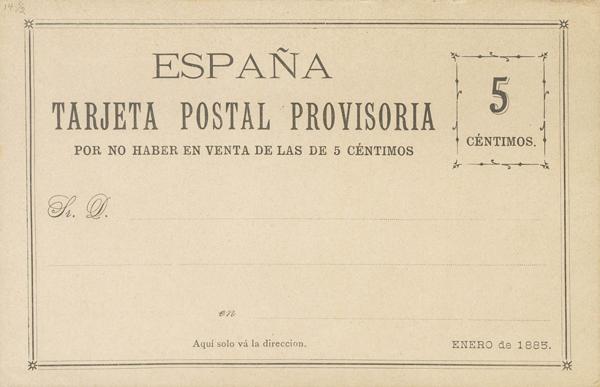 ESPAÑA
TARJETA POSTAL PROVISORIA
POR NO HABER EN VENTA DE LAS DE 5 CÉNTIMOS
5
CÉNTIMOS.
Sr. D.
en
Aquí solo vá la direccion.
ENERO de 1885.